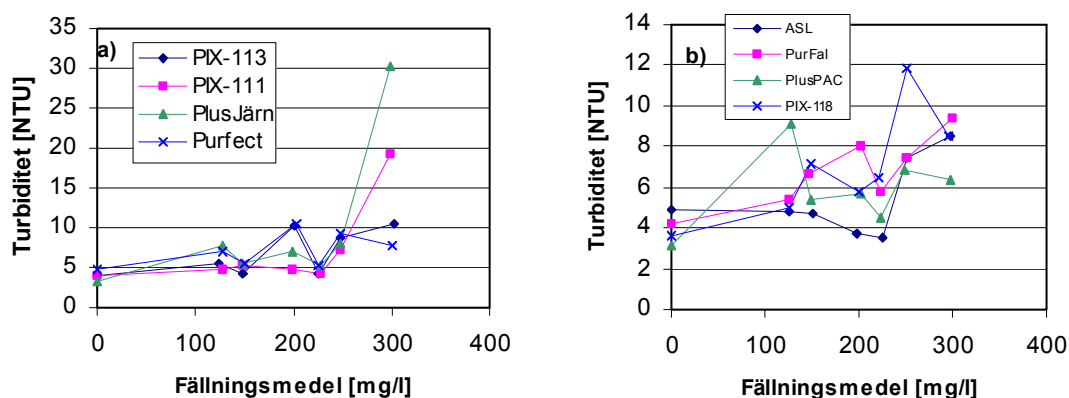 a)
PIX-113
PIX-111
PlusJärn
Purfect
Turbiditet [NTU]
35
30
25
20
15
10
5
0
0 100 200 300 400
Fällningsmedel [mg/l]
b)
ASL
PurFal
PlusPAC
PIX-118
Turbiditet [NTU]
14
12
10
8
6
4
2
0
0 100 200 300 400
Fällningsmedel [mg/l]